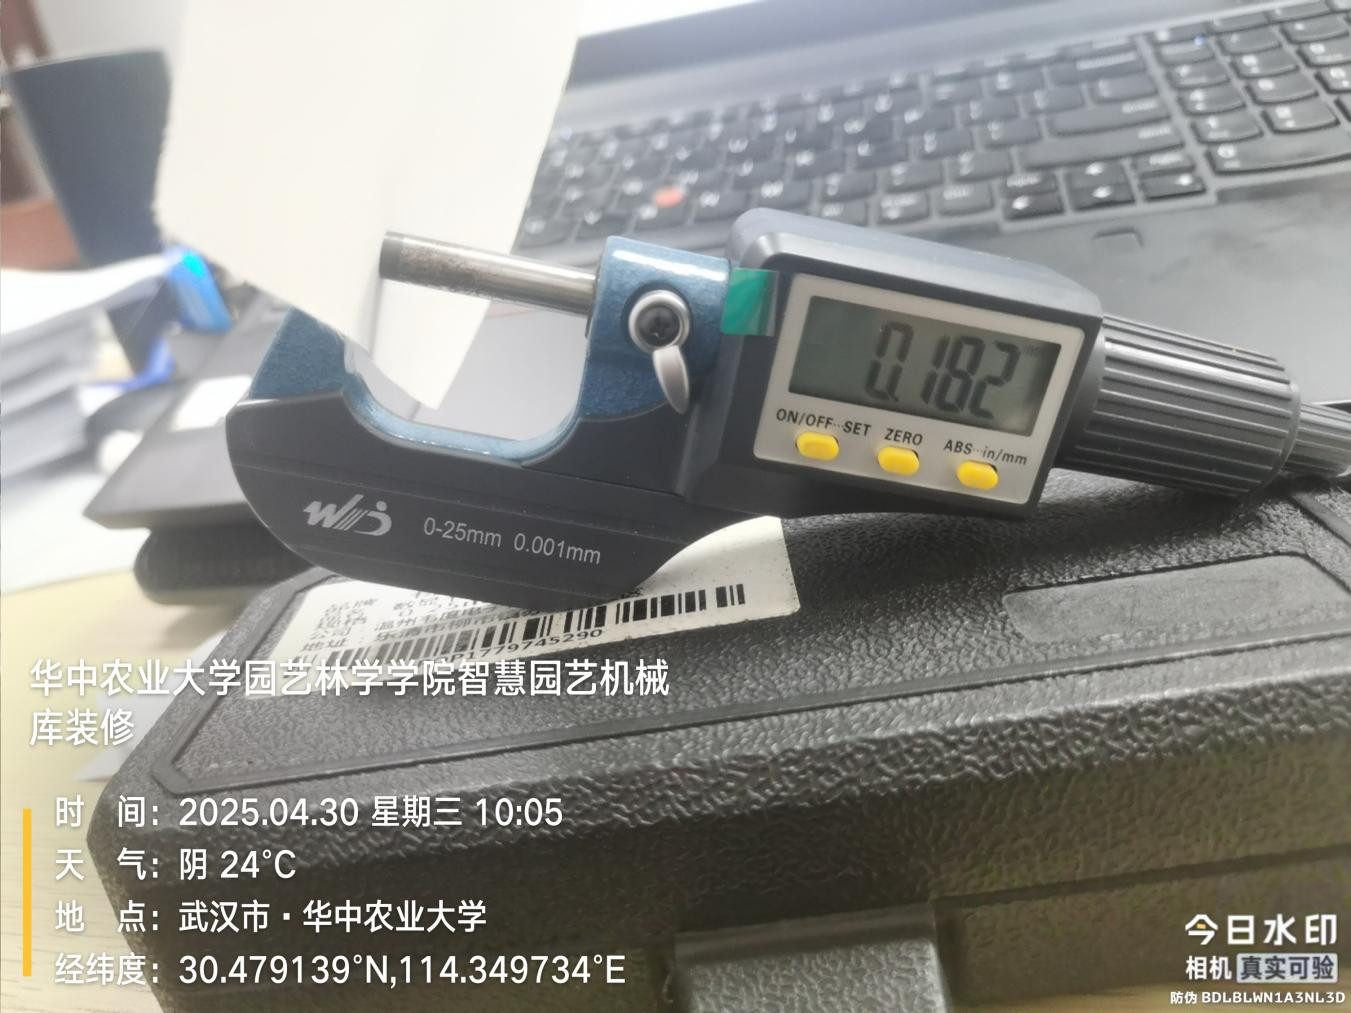 0.182
ON/OFF···SET ZERO ABS···in/mm
0-25mm 0.001mm
华中农业大学园艺林学学院智慧园艺机械
库装修
时 间：2025.04.30 星期三 10:05
天 气：阴 24°C
地 点：武汉市·华中农业大学
经纬度：30.479139°N,114.349734°E
今日水印
相机 真实可验
防伪 BDLBLWN1A3NL3D